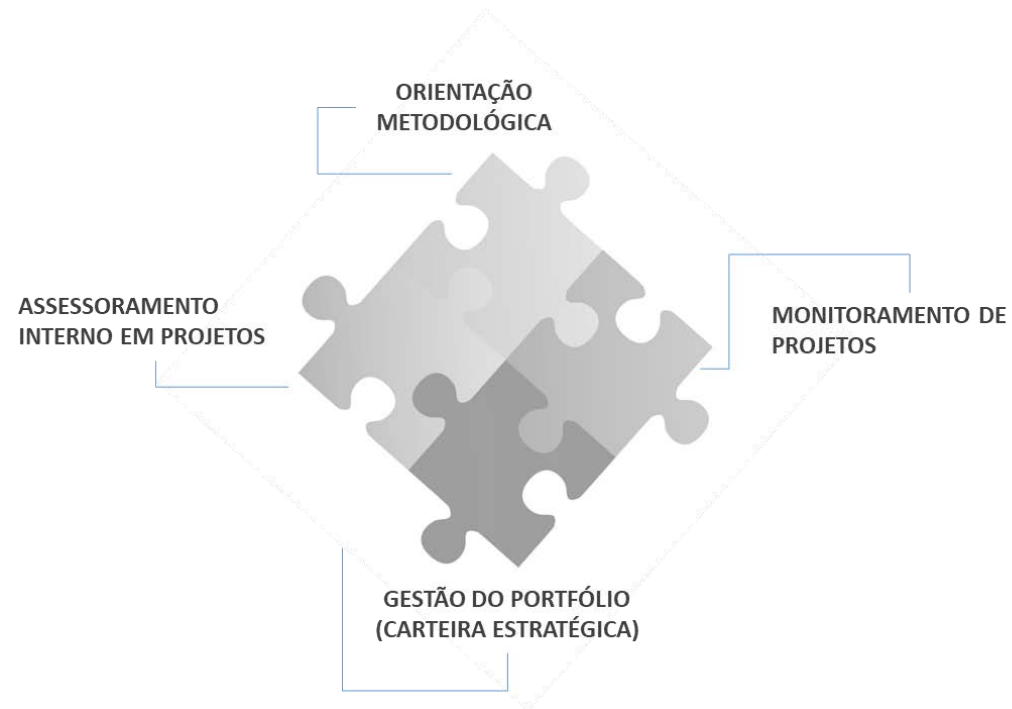 ORIENTAÇÃO
METODOLÓGICA
ASSESSORAMENTO
INTERNO EM PROJETOS
MONITORAMENTO DE
PROJETOS
GESTÃO DO PORTFÓLIO
(CARTEIRA ESTRATÉGICA)